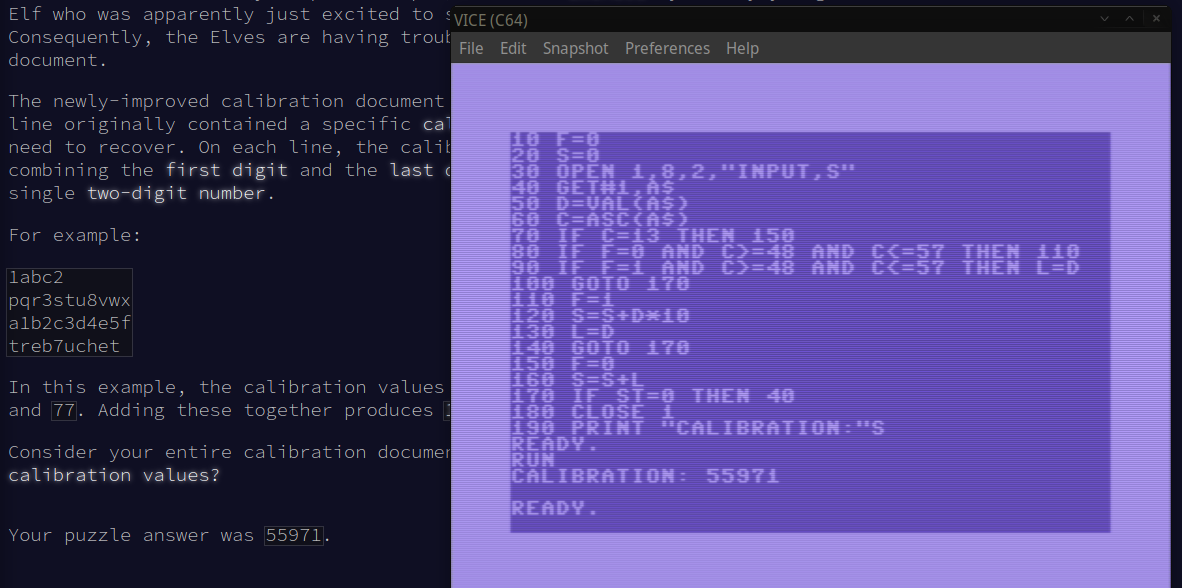 Elf who was apparently just excited to
Consequently, the Elves are having
document.
The newly-improved calibration document
line originally contained a specific
need to recover. On each line, the
combining the first digit and the last
single two-digit number.
For example:
1abc2
pqr3stu8vwx
a1b2c3d4e5f
treb7uchet
In this example, the calibration values
and 77. Adding these together produces
Consider your entire calibration
calibration values?
Your puzzle answer was 55971.
VICE (C64)
File Edit Snapshot Preferences Help
10 F=0
20 S=0
30 OPEN 1,8,2,"INPUT,S"
40 GET#1,A$
50 D=VAL(A$)
60 C=ASC(A$)
70 IF C=13 THEN 150
80 IF F=0 AND C>=48 AND C<=57 THEN 110
90 IF F=1 AND C>=48 AND C<=57 THEN L=D
100 GOTO 170
110 F=1
120 S=S+D*10
130 L=D
140 GOTO 170
150 F=0
160 S=S+L
170 IF ST=0 THEN 40
180 CLOSE 1
190 PRINT "CALIBRATION:"S
READY.
RUN
CALIBRATION: 55971
READY.